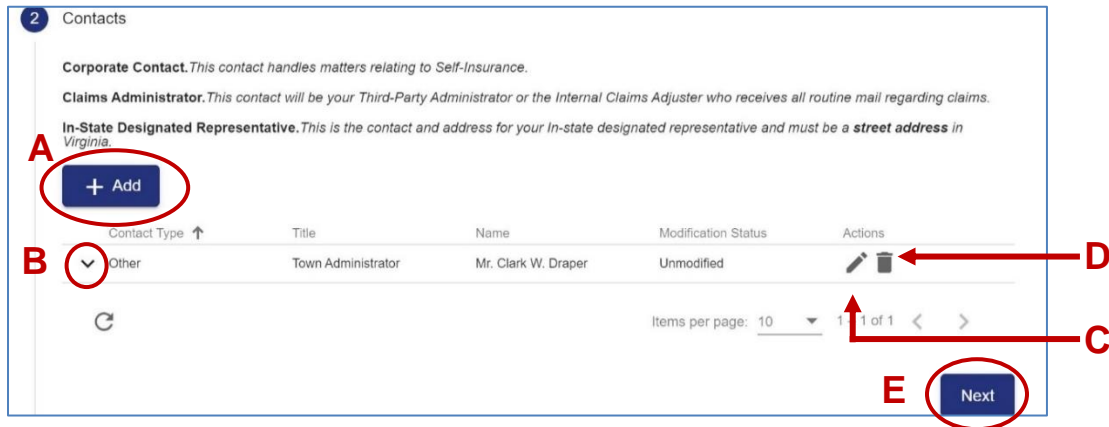 2 Contacts
Corporate Contact. This contact handles matters relating to Self-Insurance.
Claims Administrator. This contact will be your Third-Party Administrator or the Internal Claims Adjuster who receives all routine mail regarding claims.
In-State Designated Representative. This is the contact and address for your In-state designated representative and must be a street address in
Virginia.
A
+ Add
Contact Type ↑ Title Name Modification Status Actions
B Other Town Administrator Mr. Clark W. Draper Unmodified D
Items per page: 10 1 – 1 of 1 < >
C
E Next